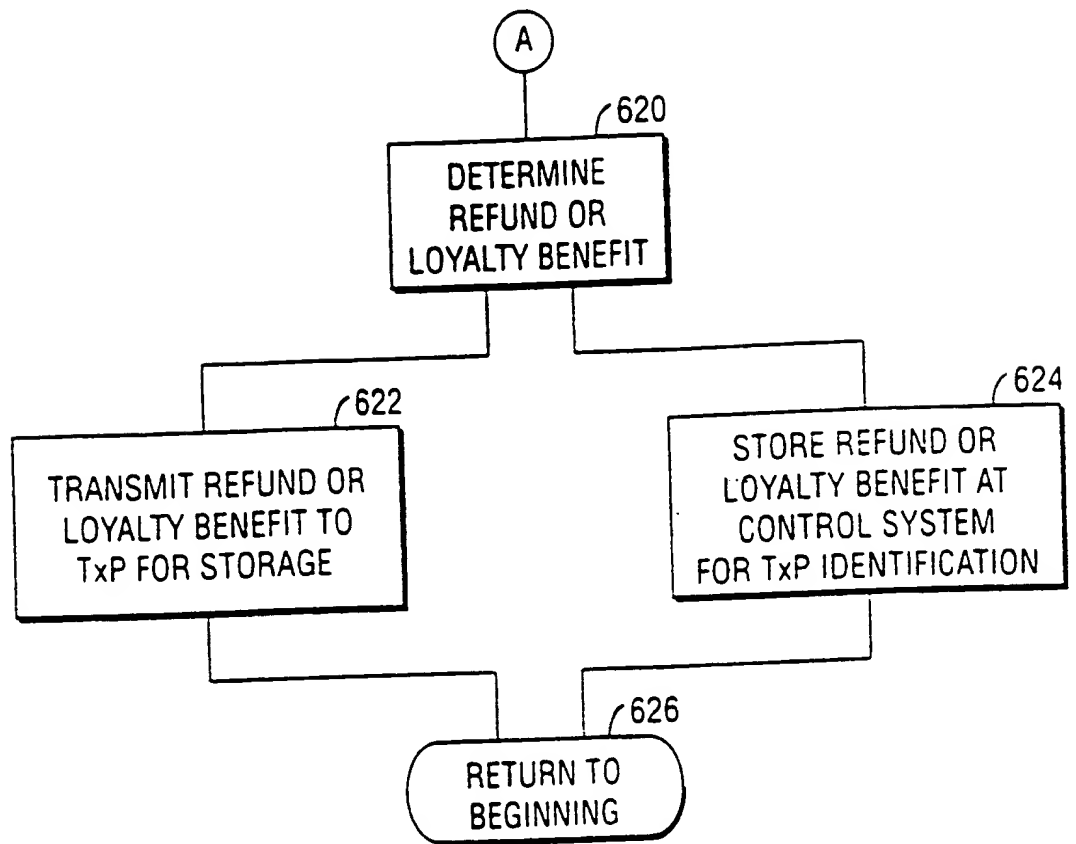 A
620
DETERMINE
REFUND OR
LOYALTY BENEFIT
622
TRANSMIT REFUND OR
LOYALTY BENEFIT TO
TxP FOR STORAGE
624
STORE REFUND OR
LOYALTY BENEFIT AT
CONTROL SYSTEM
FOR TxP IDENTIFICATION
626
RETURN TO
BEGINNING